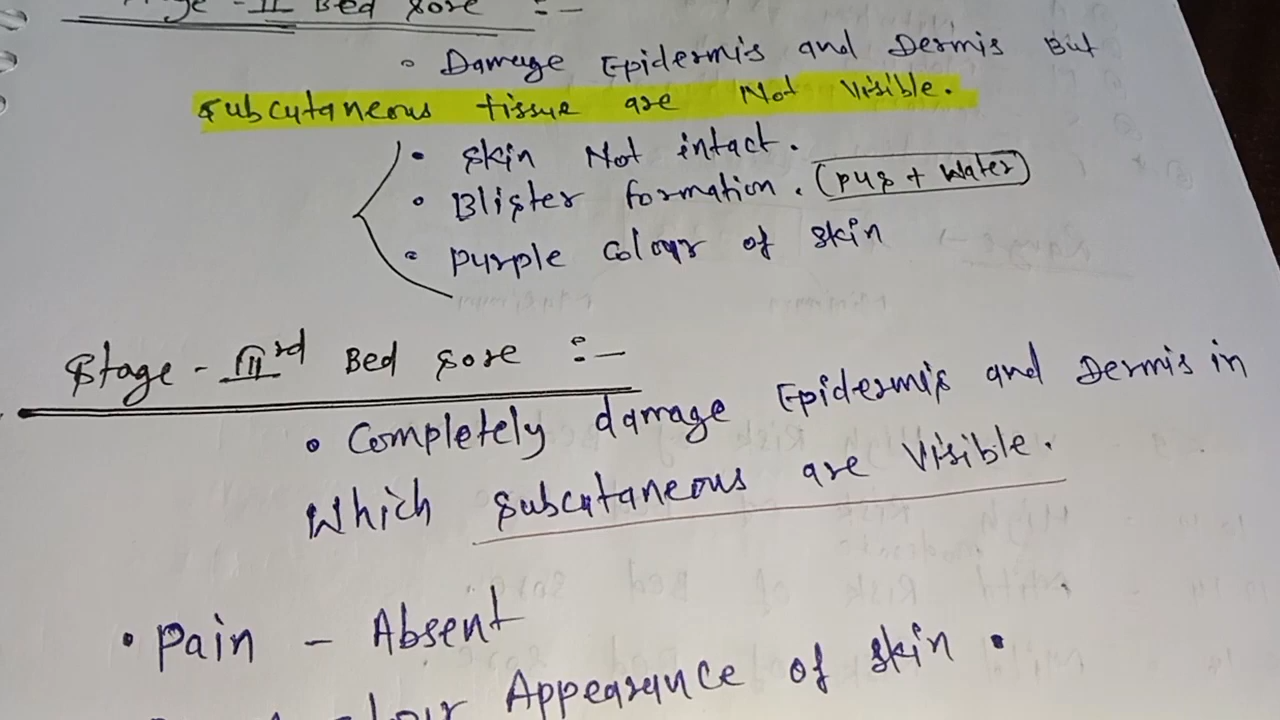 -II Bed Sore :-
• Damage Epidermis and Dermis But
subcutaneous tissue are Not Visible.
• skin Not intact.
• Blister formation. (pus + Water)
• purple colour of skin
Stage - IIIrd Bed sore :-
• Completely damage Epidermis and Dermis in
Which subcutaneous are Visible.
• pain - Absent
Appearance of skin •